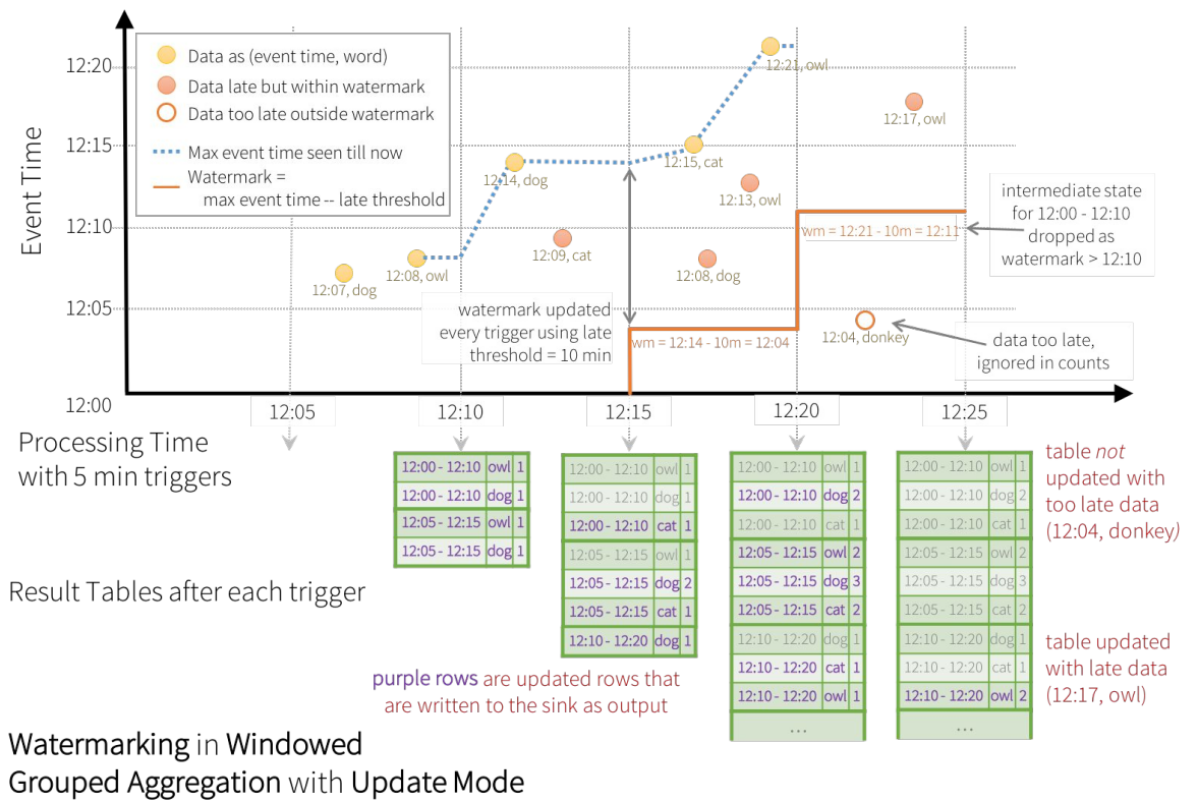 Event Time
12:20
12:15
12:10
12:05
12:00
Data as (event time, word)
Data late but within watermark
Data too late outside watermark
Max event time seen till now
Watermark =
max event time -- late threshold
12:07, dog
12:08, owl
12:14, dog
12:09, cat
12:15, cat
12:13, owl
12:08, dog
12:21, owl
12:17, owl
12:04, donkey
wm = 12:14 - 10m = 12:04
wm = 12:21 - 10m = 12:11
watermark updated
every trigger using late
threshold = 10 min
intermediate state
for 12:00 - 12:10
dropped as
watermark > 12:10
data too late,
ignored in counts
12:05
12:10
12:15
12:20
12:25
Processing Time
with 5 min triggers
Result Tables after each trigger
12:00 - 12:10 owl 1
12:00 - 12:10 dog 1
12:05 - 12:15 owl 1
12:05 - 12:15 dog 1
12:00 - 12:10 owl 1
12:00 - 12:10 dog 1
12:00 - 12:10 cat 1
12:05 - 12:15 owl 1
12:05 - 12:15 dog 2
12:05 - 12:15 cat 1
12:10 - 12:20 dog 1
12:00 - 12:10 owl 1
12:00 - 12:10 dog 2
12:00 - 12:10 cat 1
12:05 - 12:15 owl 2
12:05 - 12:15 dog 3
12:05 - 12:15 cat 2
12:10 - 12:20 dog 1
12:10 - 12:20 cat 1
12:10 - 12:20 owl 1
...
12:00 - 12:10 owl 1
12:00 - 12:10 dog 2
12:00 - 12:10 cat 1
12:05 - 12:15 owl 2
12:05 - 12:15 dog 3
12:05 - 12:15 cat 2
12:10 - 12:20 dog 1
12:10 - 12:20 cat 1
12:10 - 12:20 owl 2
...
table not
updated with
too late data
(12:04, donkey)
table updated
with late data
(12:17, owl)
purple rows are updated rows that
are written to the sink as output
Watermarking in Windowed
Grouped Aggregation with Update Mode